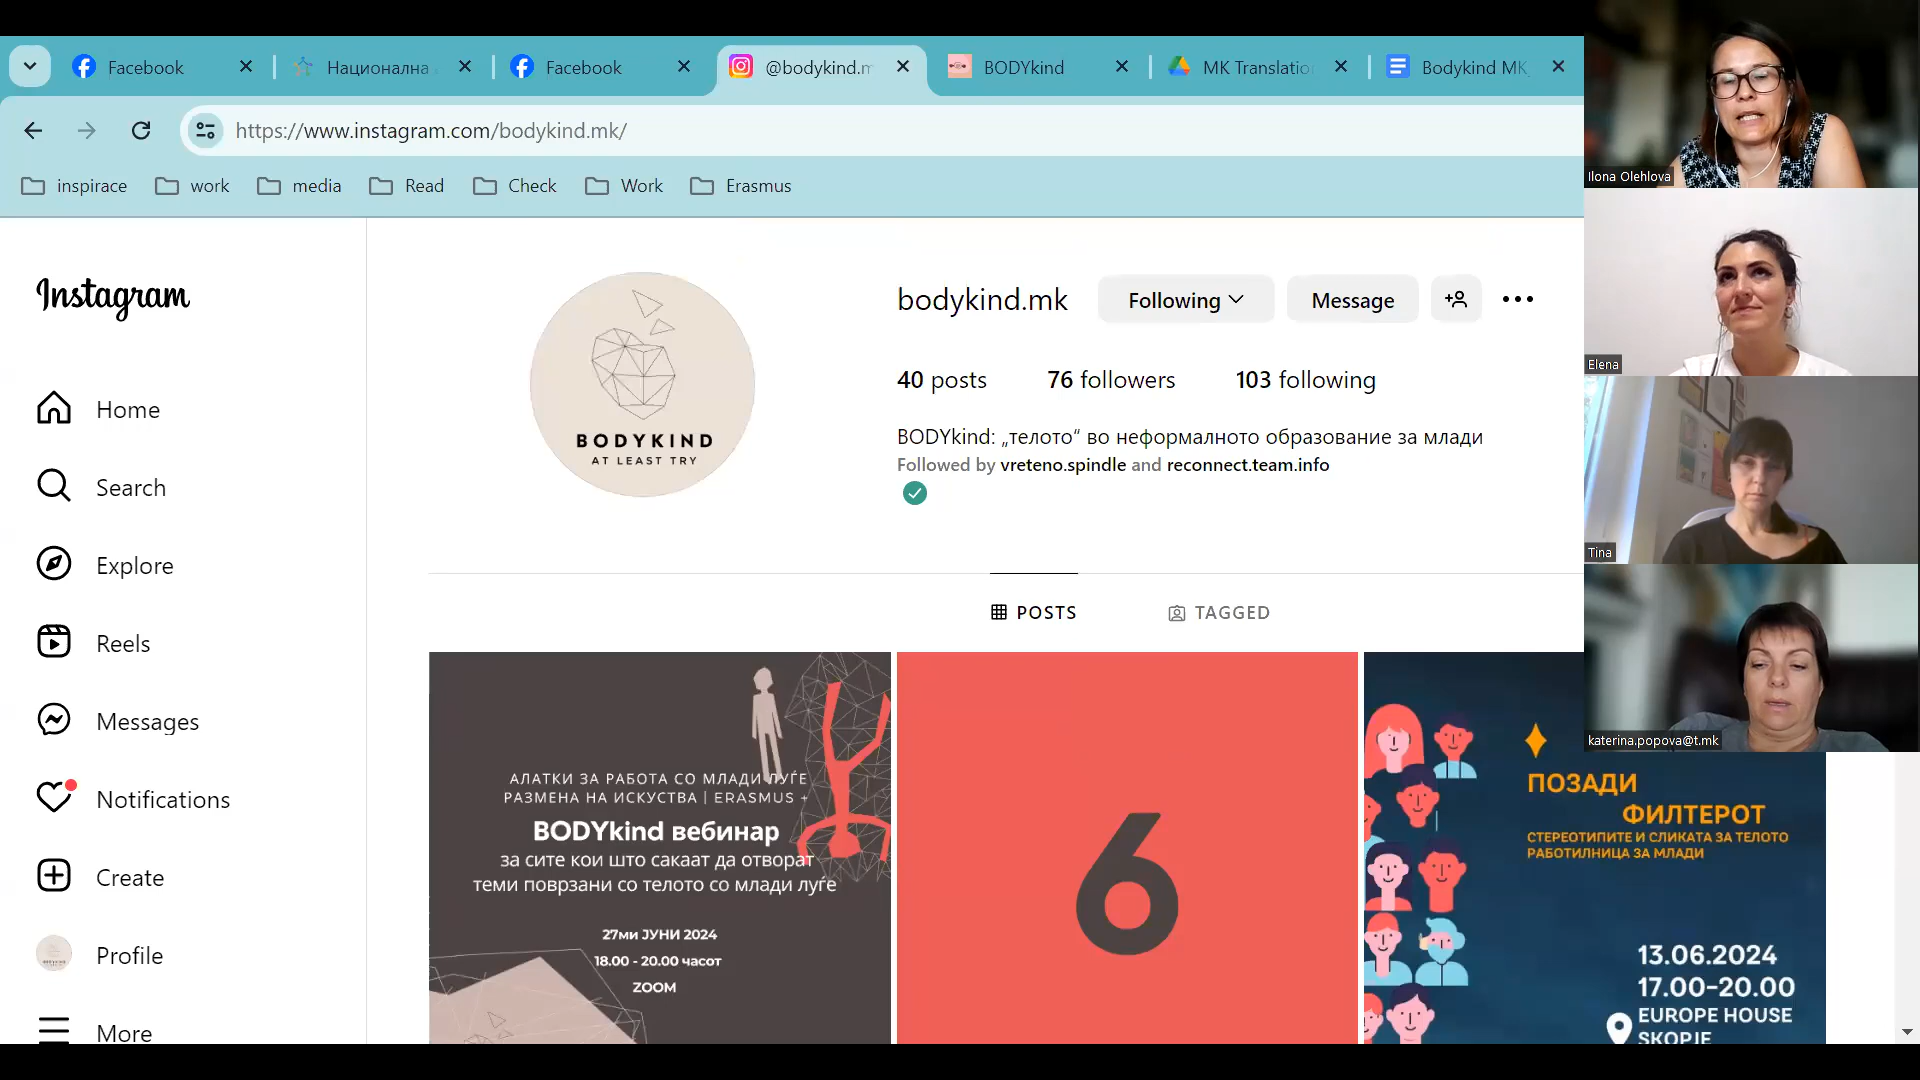 Facebook
Национална
Facebook
@bodykind.m
BODYkind
MK Translatio
Bodykind MK_
https://www.instagram.com/bodykind.mk/
inspirace
work
media
Read
Check
Work
Erasmus
Instagram
Home
Search
Explore
Reels
Messages
Notifications
Create
Profile
More
BODYKIND
AT LEAST TRY
bodykind.mk
Following
Message
40 posts
76 followers
103 following
BODYkind: „телото“ во неформалното образование за млади
Followed by vreteno.spindle and reconnect.team.info
POSTS
TAGGED
АЛАТКИ ЗА РАБОТА СО МЛАДИ ЛУЃЕ
РАЗМЕНА НА ИСКУСТВА | ERASMUS +
BODYkind вебинар
за сите кои што сакаат да отворат
теми поврзани со телото со млади луѓе
27ми ЈУНИ 2024
18.00 - 20.00 часот
ZOOM
6
ПОЗАДИ
ФИЛТЕРОТ
СТЕРЕОТИПИТЕ И СЛИКАТА ЗА ТЕЛОТО
РАБОТИЛНИЦА ЗА МЛАДИ
13.06.2024
17.00-20.00
EUROPE HOUSE
SKOPJE
Ilona Olehlova
Elena
Tina
katerina.popova@t.mk